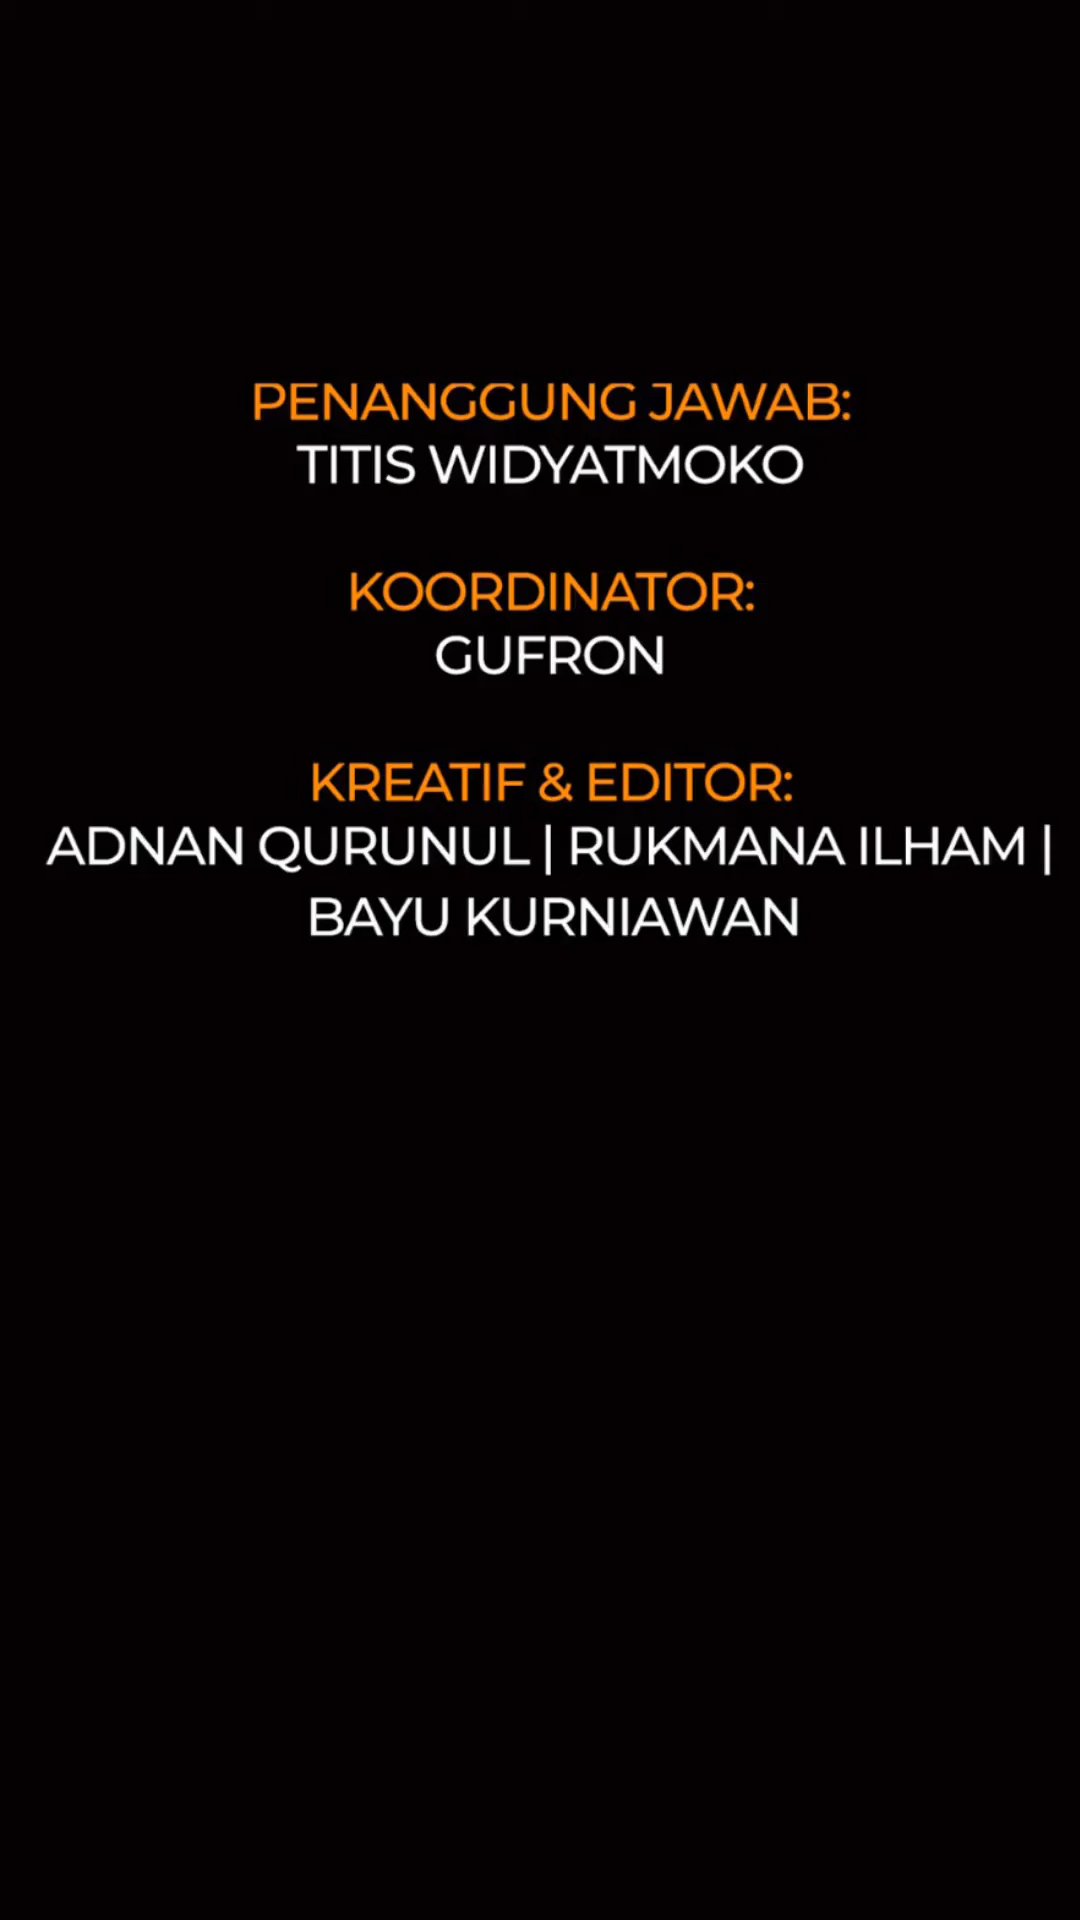 PENANGGUNG JAWAB:
TITIS WIDYATMOKO
KOORDINATOR:
GUFRON
KREATIF & EDITOR:
ADNAN QURUNUL | RUKMANA ILHAM |
BAYU KURNIAWAN